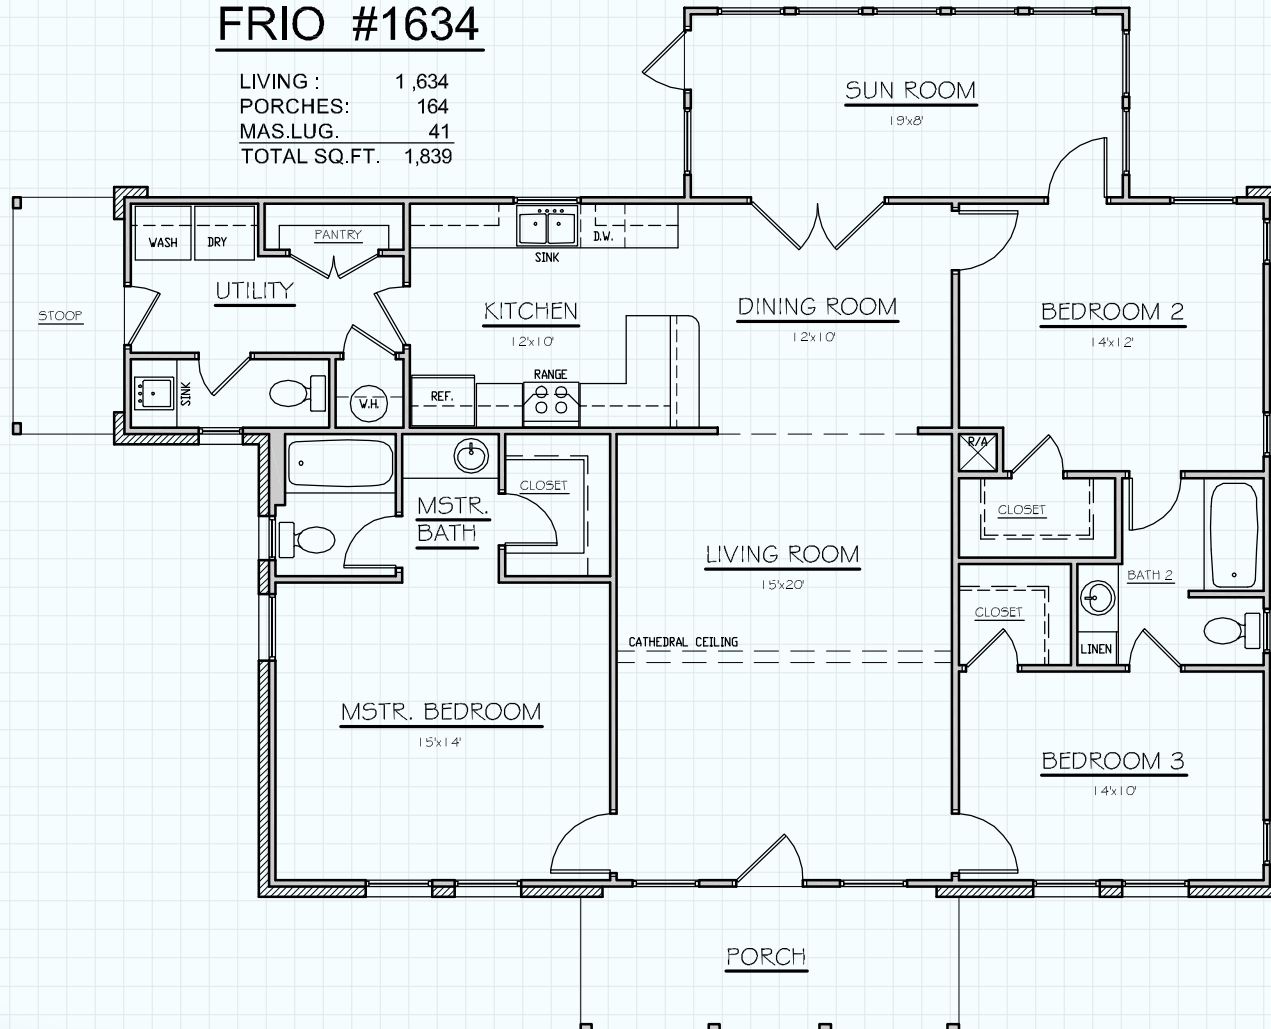 FRIO #1634
LIVING : 1,634
PORCHES: 164
MAS.LUG. 41
TOTAL SQ.FT. 1,839
SUN ROOM
19'x8'
WASH
DRY
PANTRY
SINK
D.W.
UTILITY
STOOP
KITCHEN
12'x10'
DINING ROOM
12'x10'
BEDROOM 2
14'x12'
SINK
W.H.
REF.
RANGE
R/A
MSTR.
BATH
CLOSET
CLOSET
LIVING ROOM
15'x20'
BATH 2
CLOSET
LINEN
CATHEDRAL CEILING
MSTR. BEDROOM
15'x14'
BEDROOM 3
14'x10'
PORCH